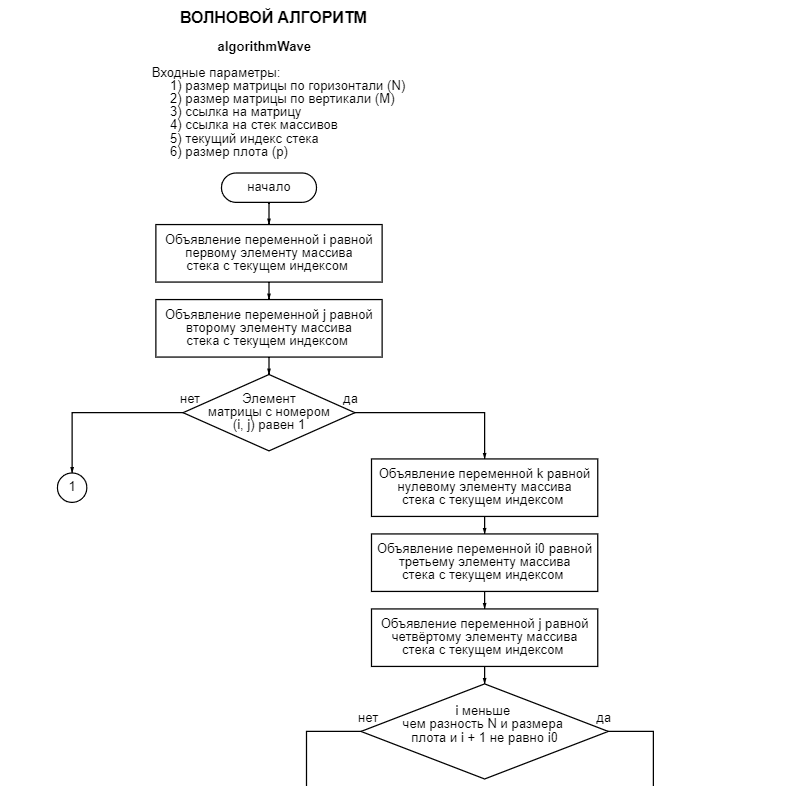 ВОЛНОВОЙ АЛГОРИТМ
algorithmWave
Входные параметры:
1) размер матрицы по горизонтали (N)
2) размер матрицы по вертикали (M)
3) ссылка на матрицу
4) ссылка на стек массивов
5) текущий индекс стека
6) размер плота (p)
начало
Объявление переменной i равной
первому элементу массива
стека с текущем индексом
Объявление переменной j равной
второму элементу массива
стека с текущем индексом
нет
Элемент
да
матрицы с номером
(i, j) равен 1
1
Объявление переменной k равной
нулевому элементу массива
стека с текущем индексом
Объявление переменной i0 равной
третьему элементу массива
стека с текущем индексом
Объявление переменной j равной
четвёртому элементу массива
стека с текущем индексом
нет
i меньше
да
чем разность N и размера
плота и i + 1 не равно i0